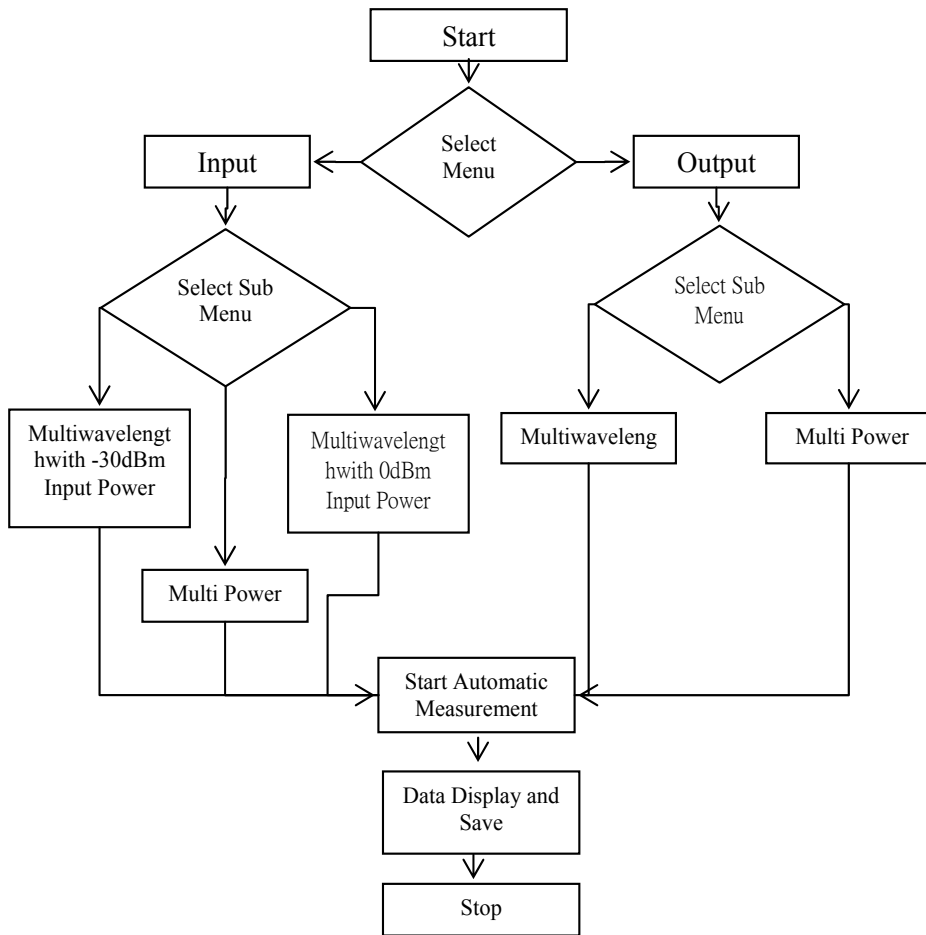 Start
Select
Menu
Input
Output
Select Sub
Menu
Select Sub
Menu
Multiwavelengt
hwith -30dBm
Input Power
Multiwavelengt
hwith 0dBm
Input Power
Multiwaveleng
Multi Power
Multi Power
Start Automatic
Measurement
Data Display and
Save
Stop